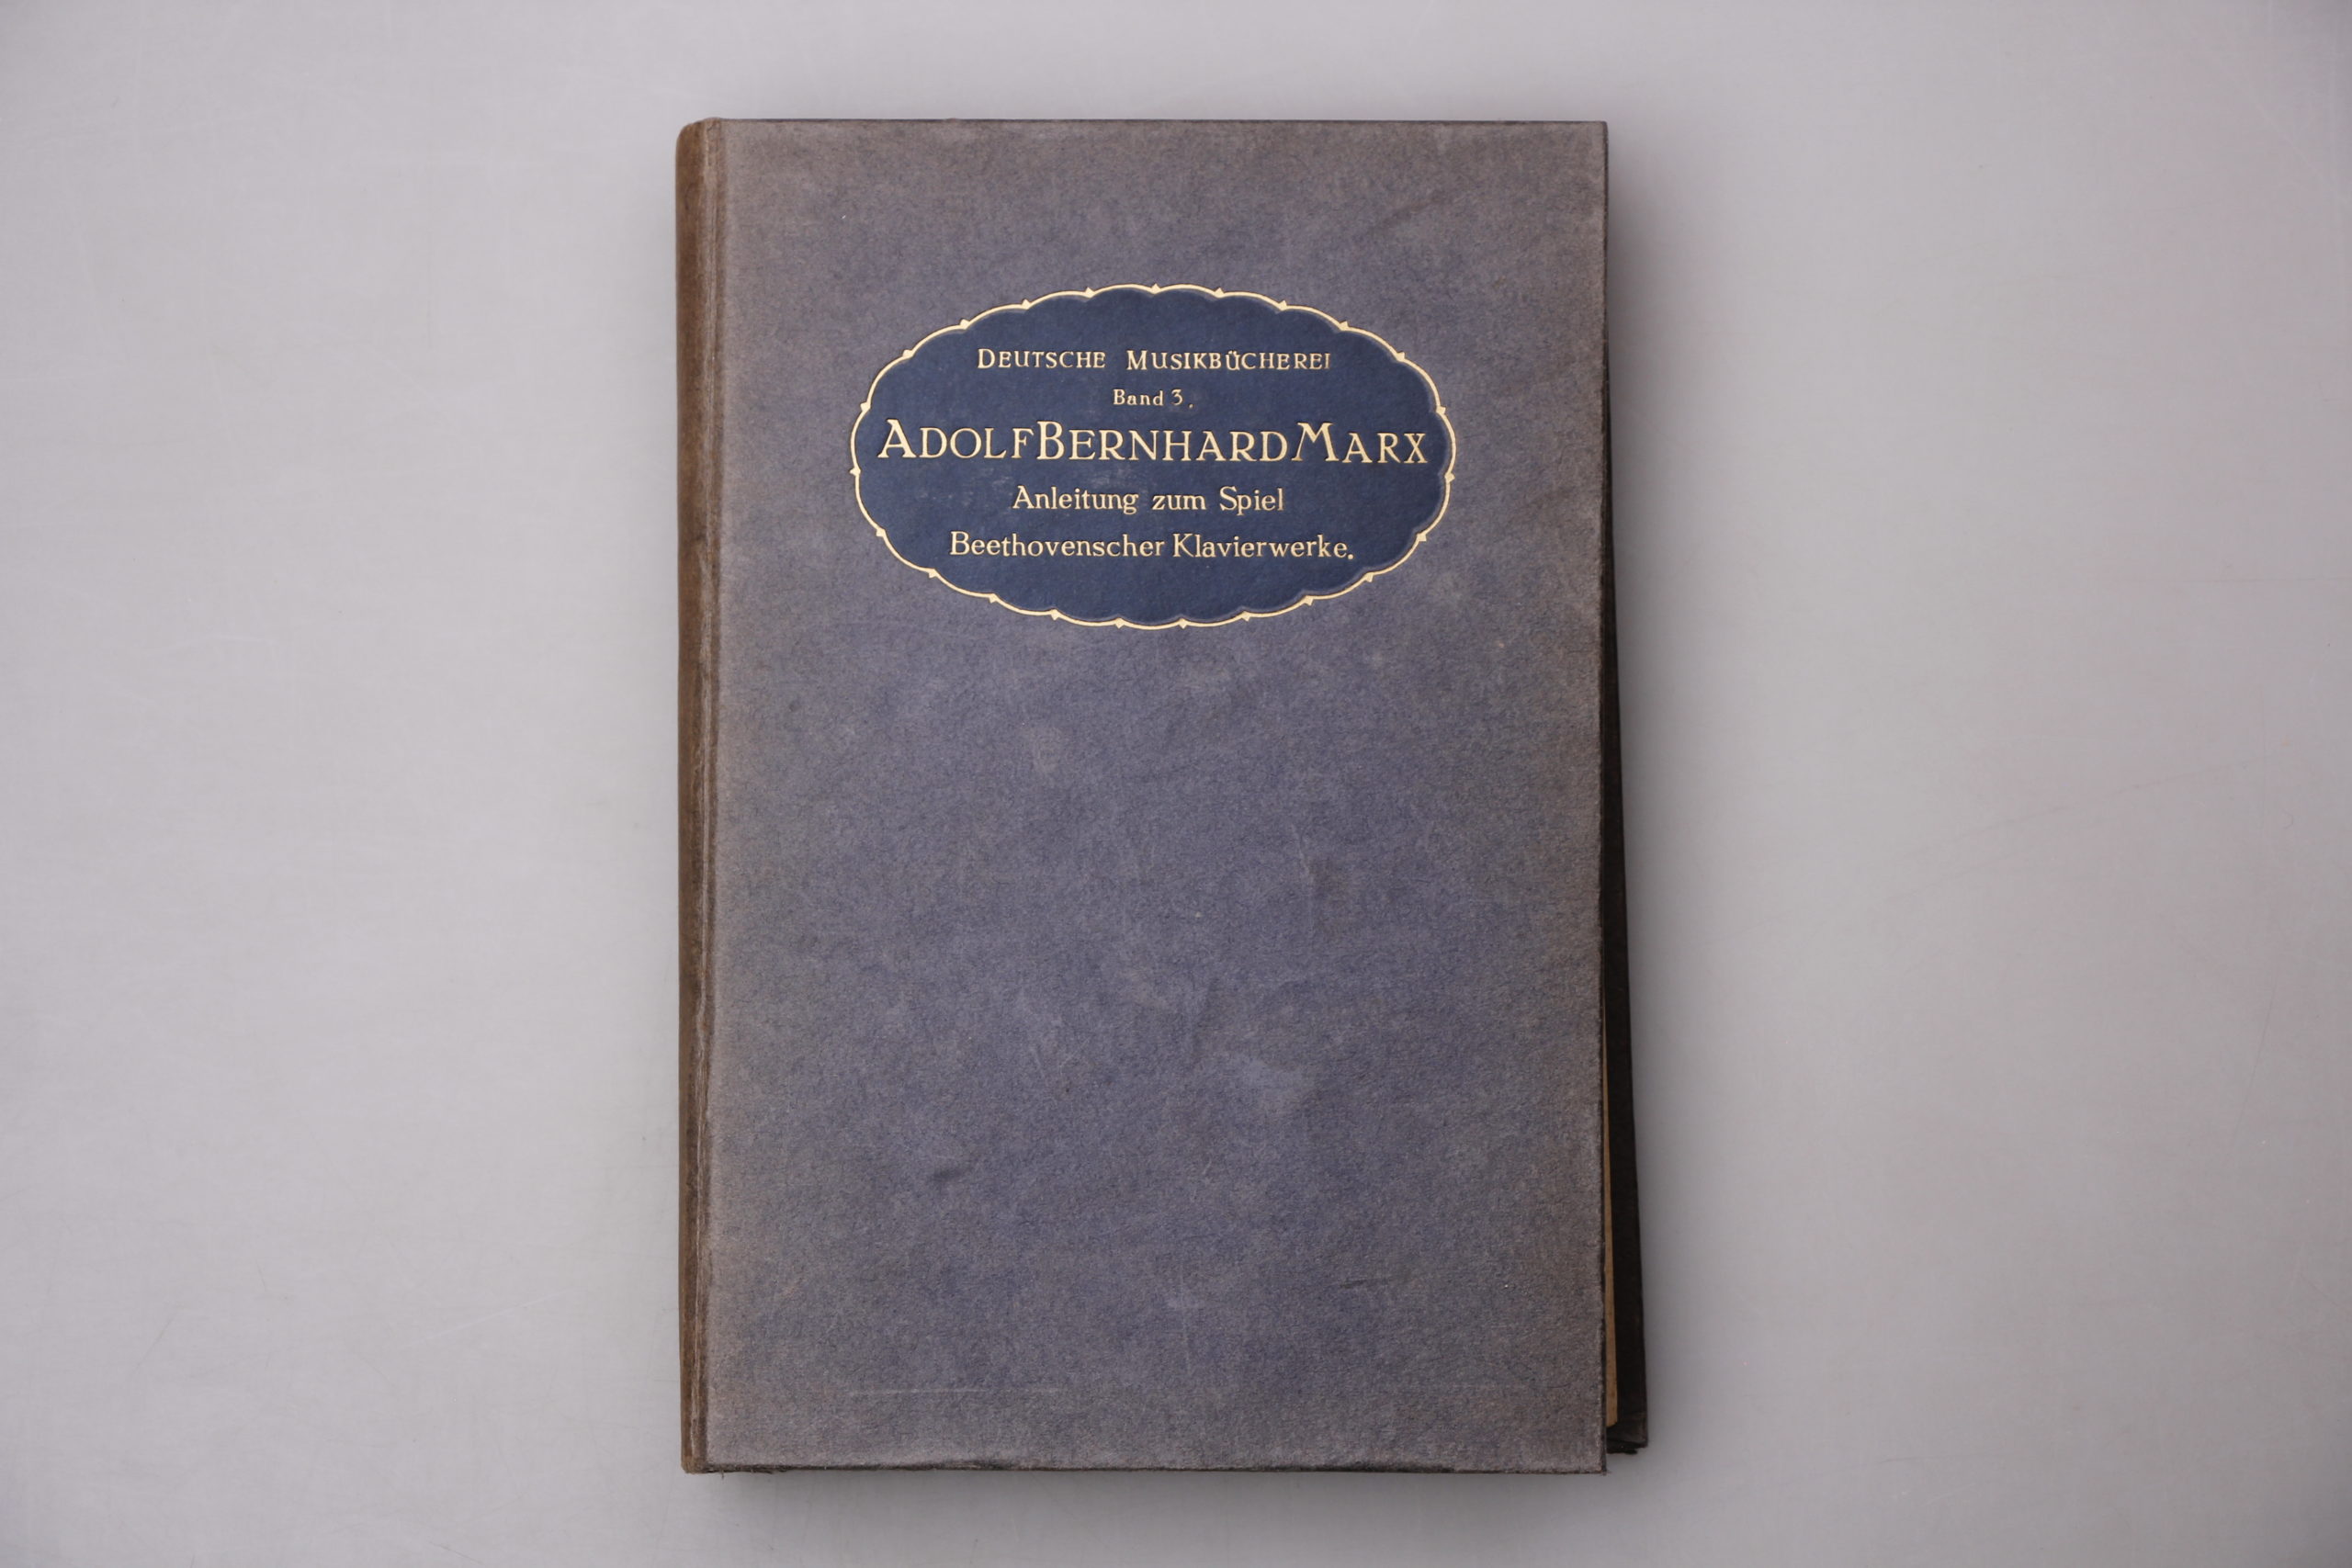 DEUTSCHE MUSIKBÜCHEREI
Band 3.
ADOLF BERNHARD MARX
Anleitung zum Spiel
Beethovenscher Klavierwerke.